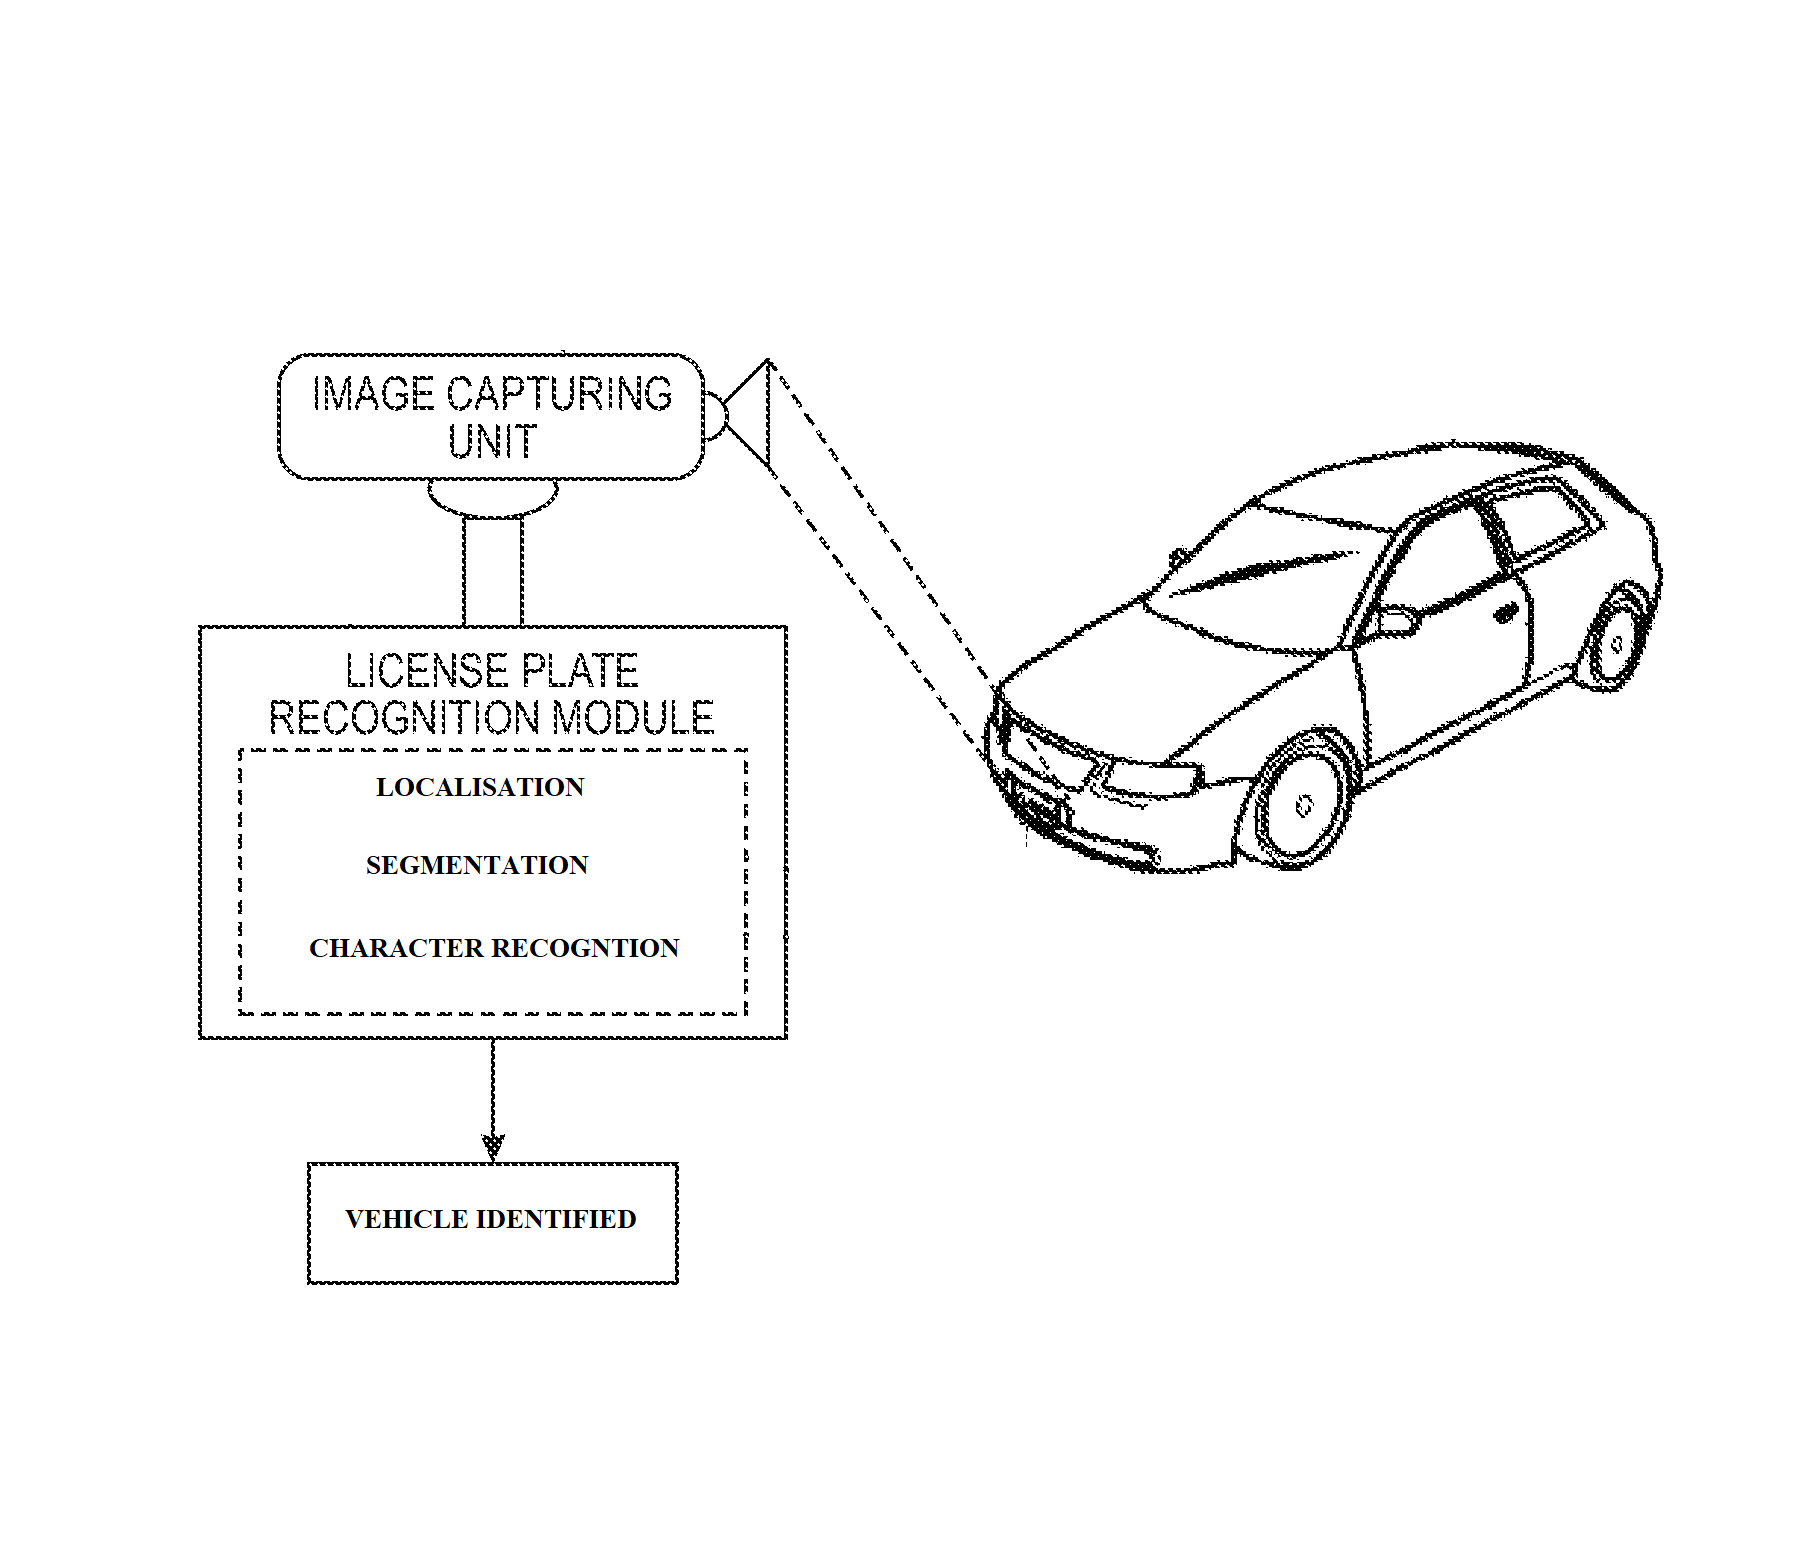 IMAGE CAPTURING
UNIT
LICENSE PLATE
RECOGNITION MODULE
LOCALISATION
SEGMENTATION
CHARACTER RECOGNTION
VEHICLE IDENTIFIED